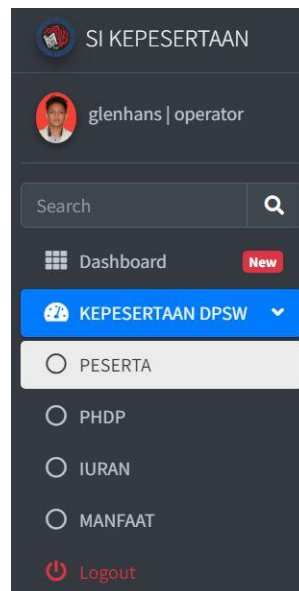 SI KEPESERTAAN
glenhans | operator
Search
Dashboard New
KEPESERTAAN DPSW
PESERTA
PHDP
IURAN
MANFAAT
Logout